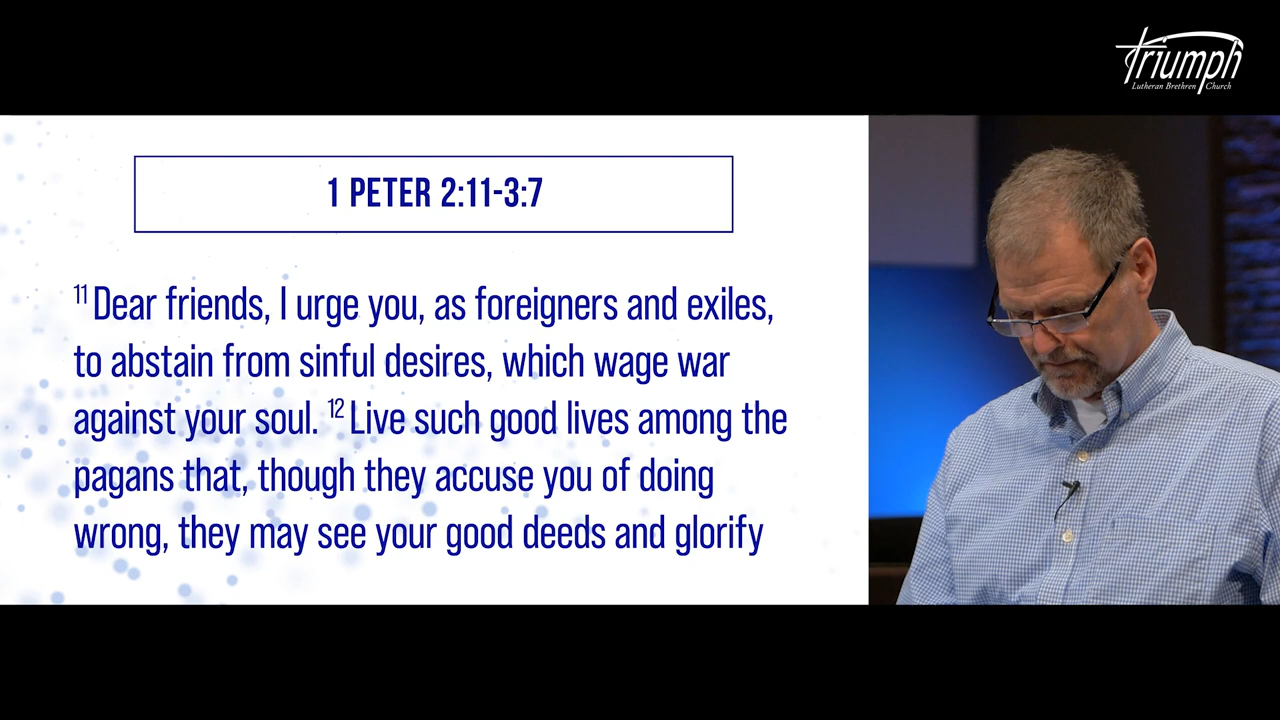 Triumph
Lutheran Brethren Church
1 PETER 2:11-3:7
11 Dear friends, I urge you, as foreigners and exiles,
to abstain from sinful desires, which wage war
against your soul. 12 Live such good lives among the
pagans that, though they accuse you of doing
wrong, they may see your good deeds and glorify